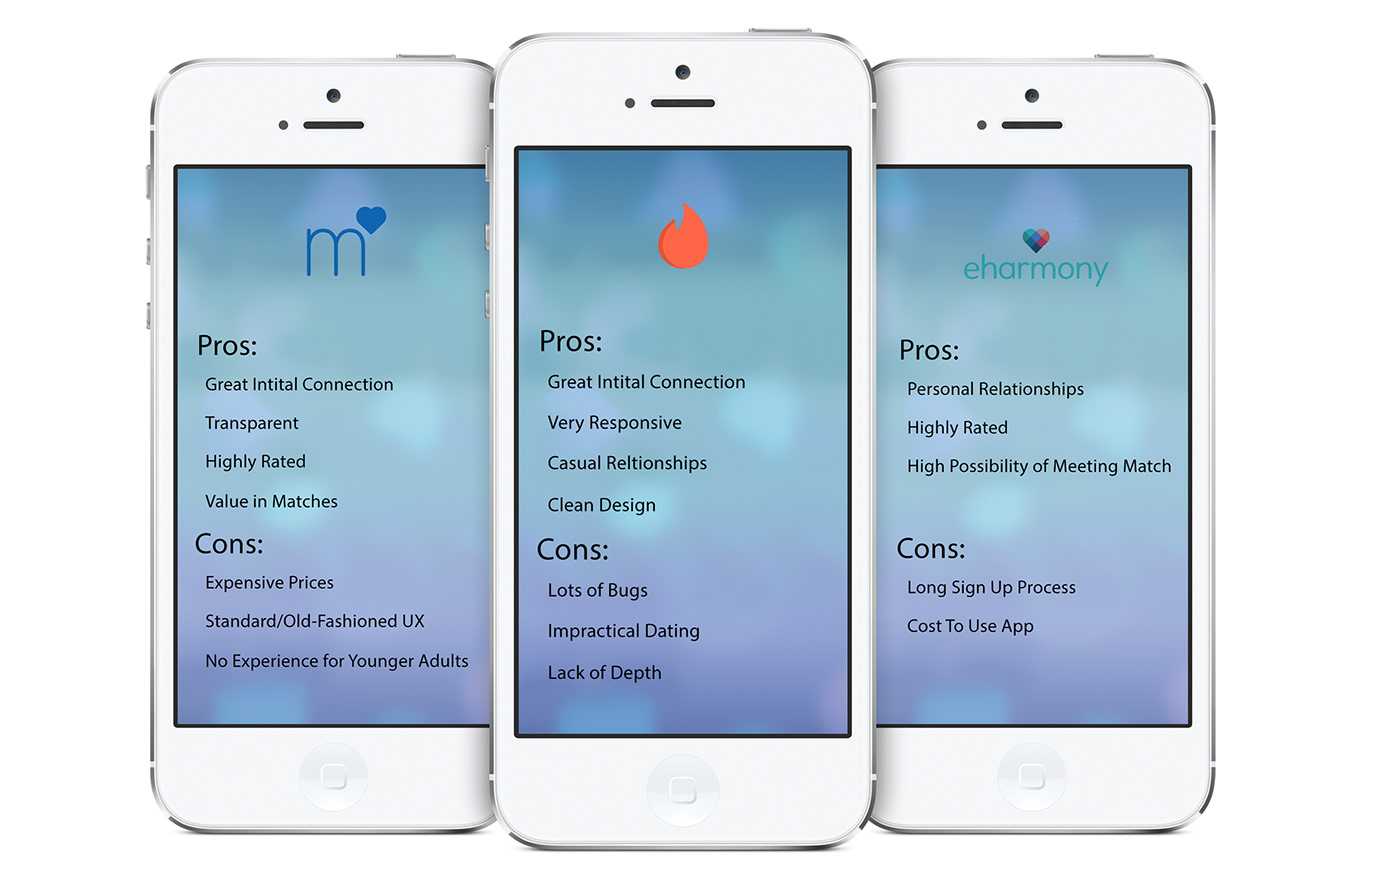 m
Pros:
Great Intital Connection
Transparent
Highly Rated
Value in Matches
Cons:
Expensive Prices
Standard/Old-Fashioned UX
No Experience for Younger Adults
Pros:
Great Intital Connection
Very Responsive
Casual Reltionships
Clean Design
Cons:
Lots of Bugs
Impractical Dating
Lack of Depth
eharmony
Pros:
Personal Relationships
Highly Rated
High Possibility of Meeting Match
Cons:
Long Sign Up Process
Cost To Use App